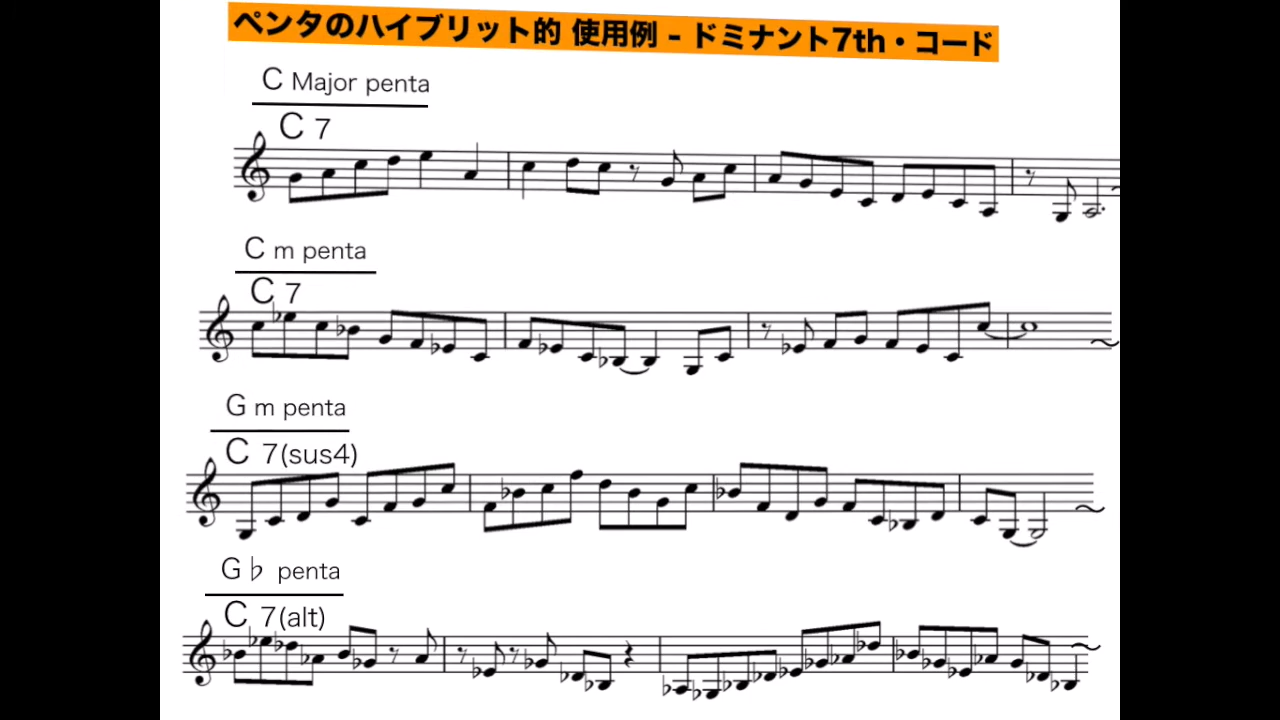 ペンタのハイブリット的 使用例 - ドミナント7th・コード
C Major penta
C 7
C m penta
C 7
G m penta
C 7(sus4)
G♭ penta
C 7(alt)